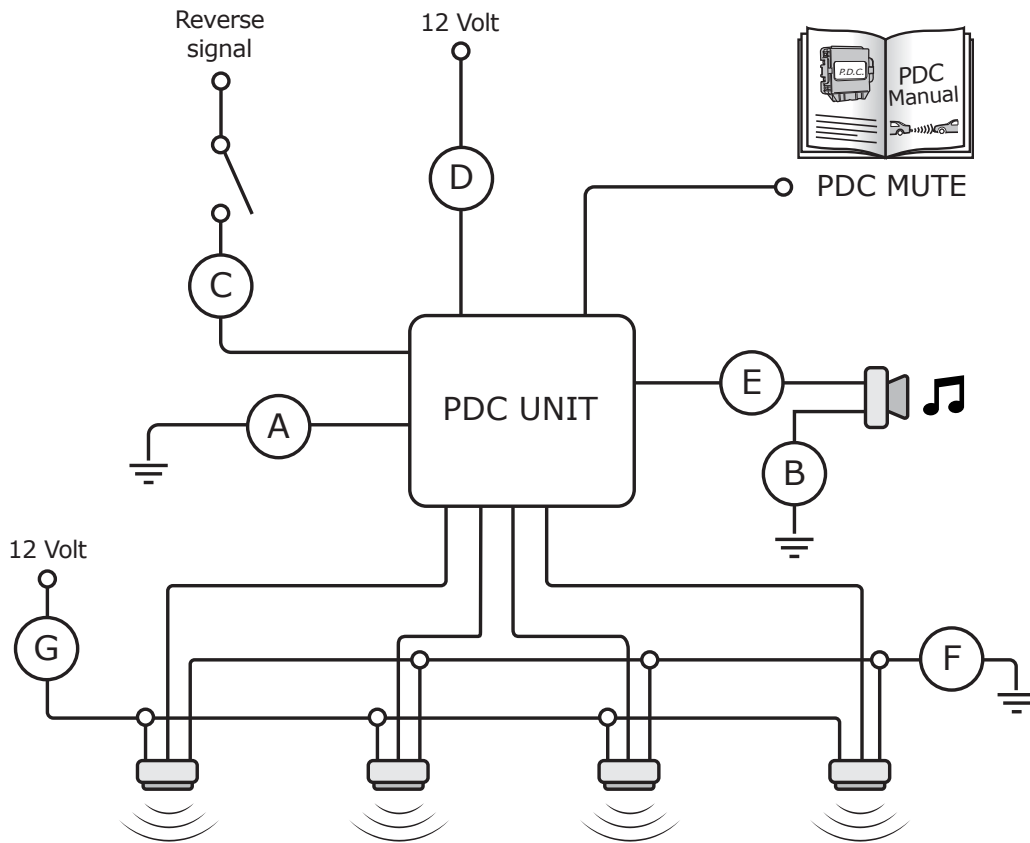 Reverse
signal
12 Volt
P.D.C.
PDC
Manual
D
PDC MUTE
C
E
PDC UNIT
A
B
12 Volt
G
F